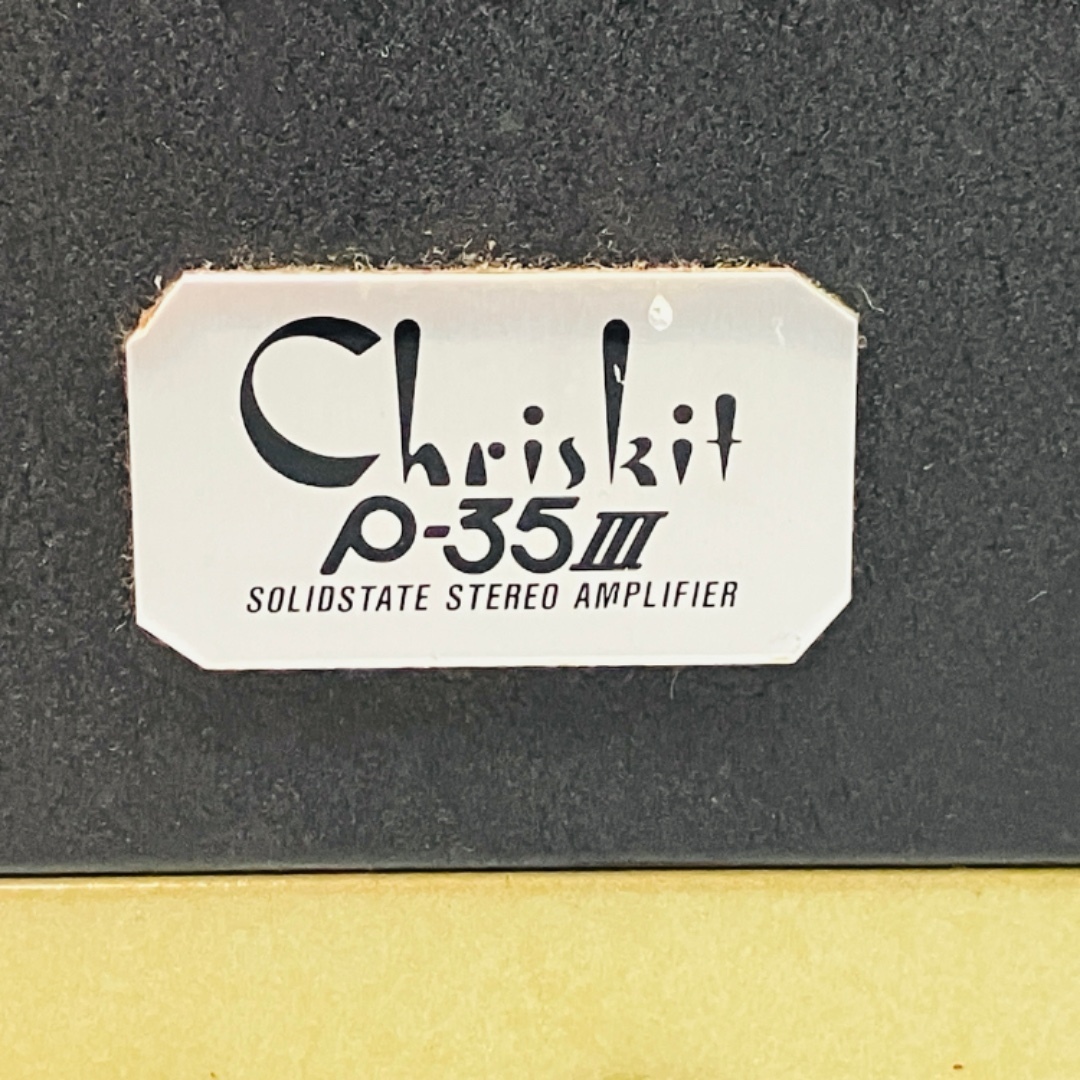 Chriskit
P-35III
SOLIDSTATE STEREO AMPLIFIER